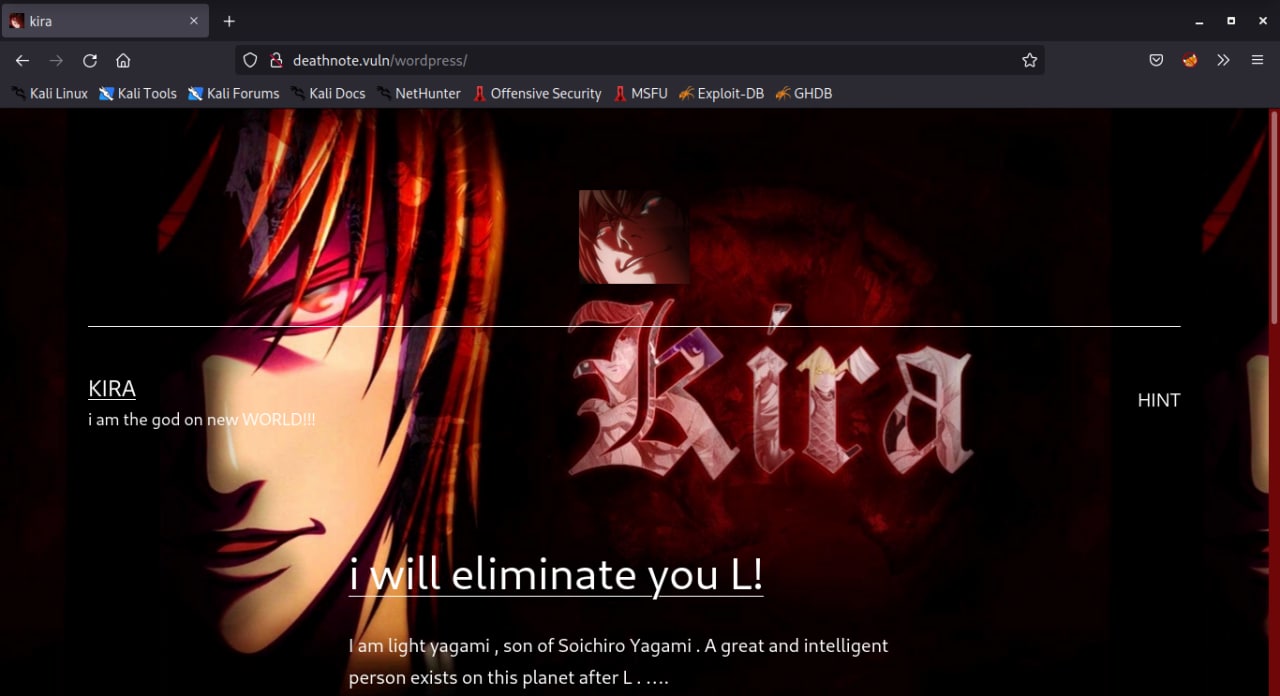 kira
deathnote.vuln/wordpress/
Kali Linux Kali Tools Kali Forums Kali Docs NetHunter Offensive Security MSFU Exploit-DB GHDB
Kira
KIRA
HINT
i am the god on new WORLD!!!
i will eliminate you L!
I am light yagami , son of Soichiro Yagami . A great and intelligent
person exists on this planet after L . ....